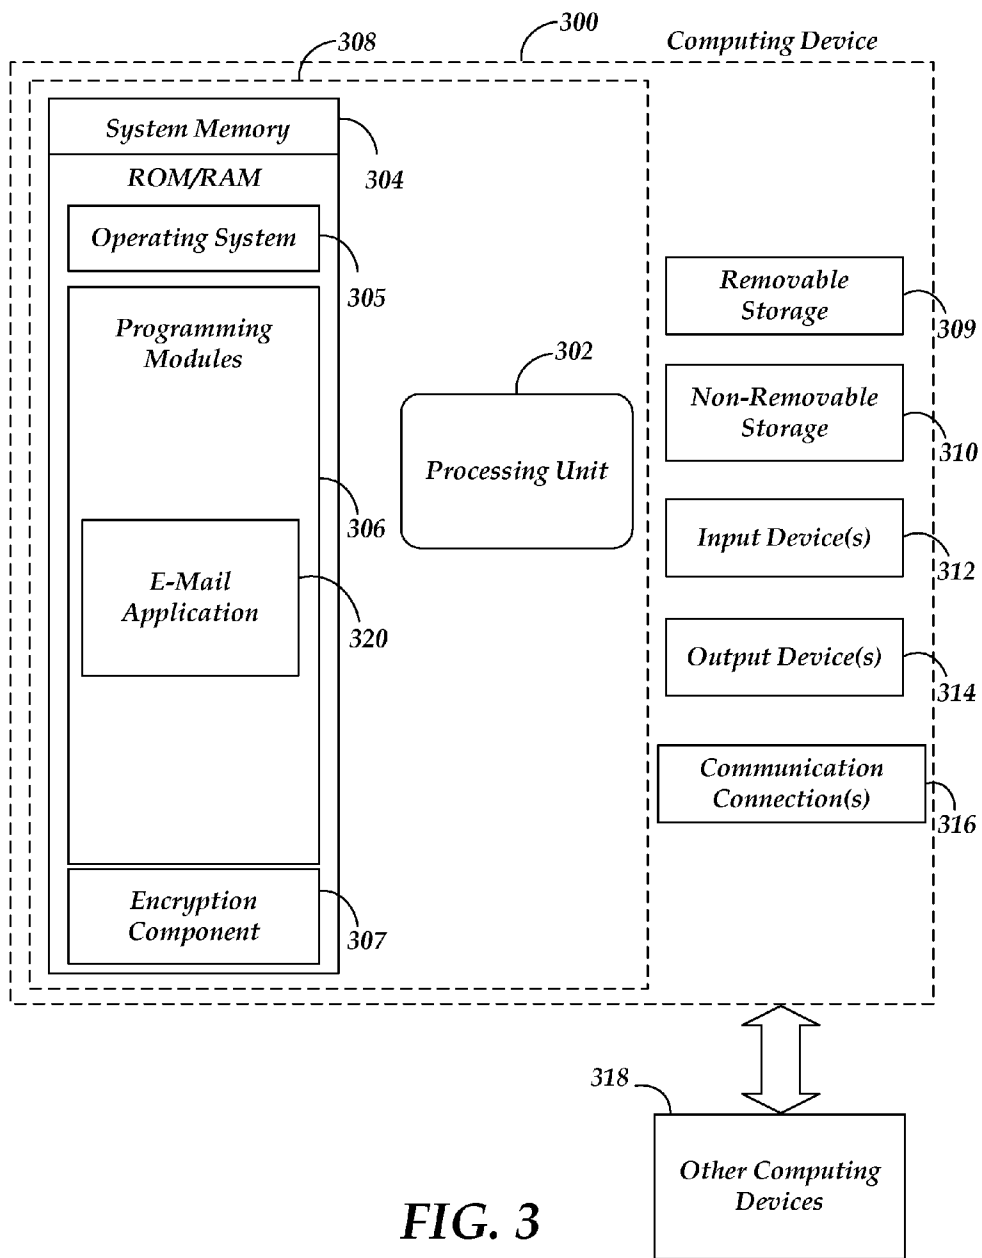 300
Computing Device
308
System Memory
304
ROM/RAM
Operating System
305
Programming
Modules
306
E-Mail
Application
320
Encryption
Component
307
302
Processing Unit
Removable
Storage
309
Non-Removable
Storage
310
Input Device(s)
312
Output Device(s)
314
Communication
Connection(s)
316
318
Other Computing
Devices
FIG. 3